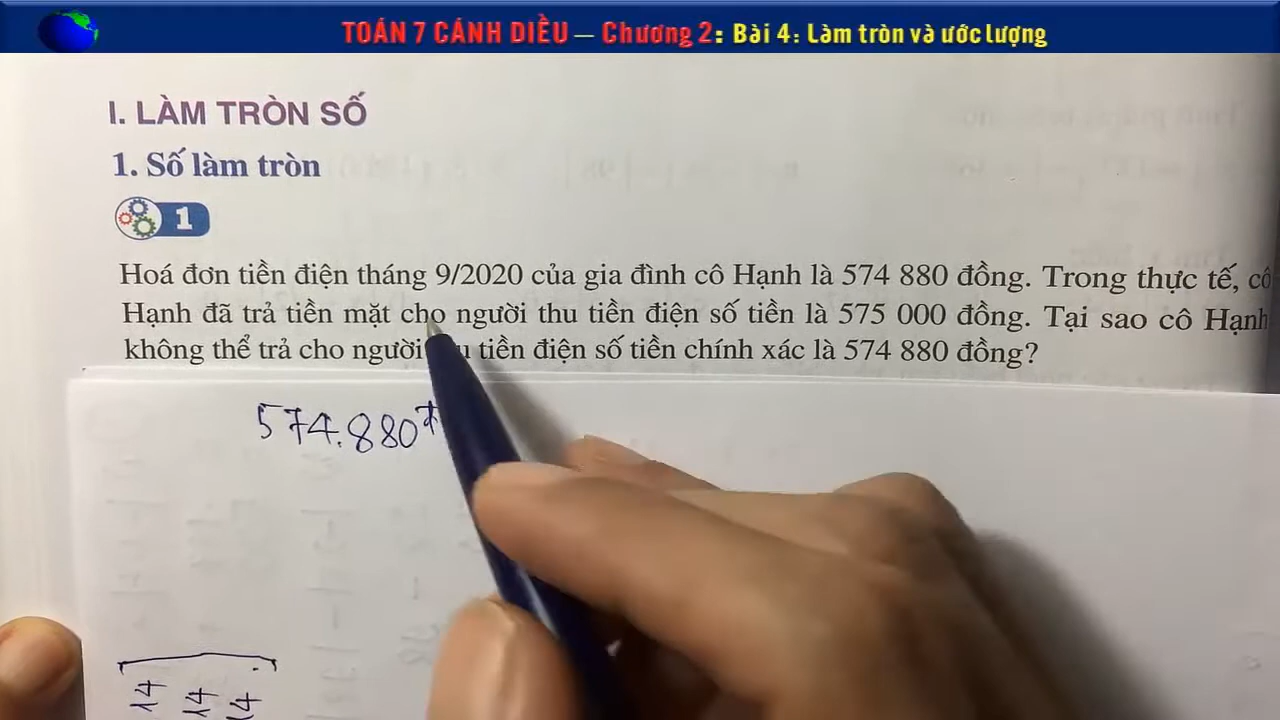 TOÁN 7 CÁNH DIỀU – Chương 2: Bài 4: Làm tròn và ước lượng
I. LÀM TRÒN SỐ
1. Số làm tròn
1
Hoá đơn tiền điện tháng 9/2020 của gia đình cô Hạnh là 574 880 đồng. Trong thực tế, cô
Hạnh đã trả tiền mặt cho người thu tiền điện số tiền là 575 000 đồng. Tại sao cô Hạnh
không thể trả cho người tiền điện số tiền chính xác là 574 880 đồng?
574.880
14
14
14